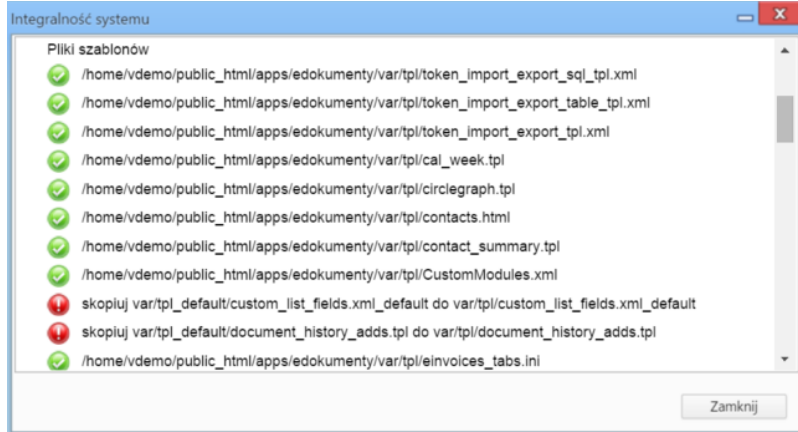 Integralność systemu
Pliki szablonów
/home/vdemo/public_html/apps/edokumenty/var/tpl/token_import_export_sql_tpl.xml
/home/vdemo/public_html/apps/edokumenty/var/tpl/token_import_export_table_tpl.xml
/home/vdemo/public_html/apps/edokumenty/var/tpl/token_import_export_tpl.xml
/home/vdemo/public_html/apps/edokumenty/var/tpl/cal_week.tpl
/home/vdemo/public_html/apps/edokumenty/var/tpl/circlegraph.tpl
/home/vdemo/public_html/apps/edokumenty/var/tpl/contacts.html
/home/vdemo/public_html/apps/edokumenty/var/tpl/contact_summary.tpl
/home/vdemo/public_html/apps/edokumenty/var/tpl/CustomModules.xml
skopiuj var/tpl_default/custom_list_fields.xml_default do var/tpl/custom_list_fields.xml_default
skopiuj var/tpl_default/document_history_adds.tpl do var/tpl/document_history_adds.tpl
/home/vdemo/public_html/apps/edokumenty/var/tpl/einvoices_tabs.ini
Zamknij